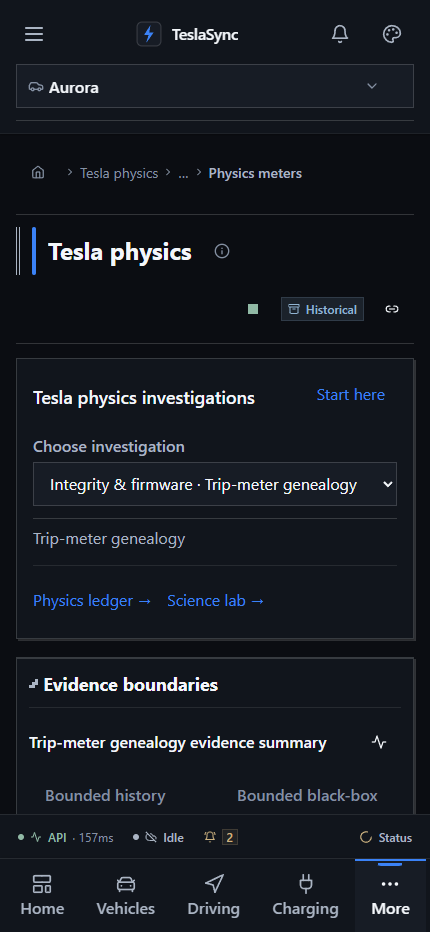 TeslaSync
Aurora
Tesla physics > ... > Physics meters
Tesla physics
Historical
Tesla physics investigations
Start here
Choose investigation
Integrity & firmware · Trip-meter genealogy
Trip-meter genealogy
Physics ledger → Science lab →
Evidence boundaries
Trip-meter genealogy evidence summary
Bounded history Bounded black-box
API · 157ms Idle 2 Status
Home Vehicles Driving Charging More